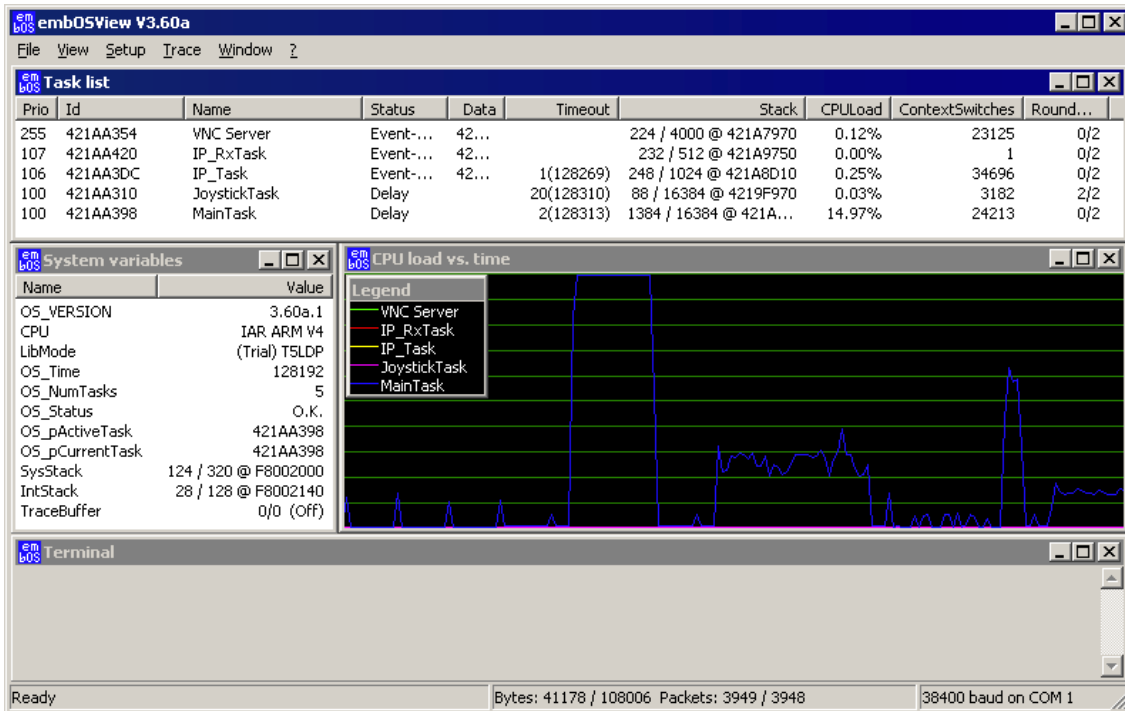 embOSView V3.60a
File View Setup Trace Window ?
Task list
Prio Id Name Status Data Timeout Stack CPULoad ContextSwitches Round...
255 421AA354 VNC Server Event-... 42... 224 / 4000 @ 421A7970 0.12% 23125 0/2
107 421AA420 IP_RxTask Event-... 42... 232 / 512 @ 421A9750 0.00% 1 0/2
106 421AA3DC IP_Task Event-... 42... 1(128269) 248 / 1024 @ 421A8D10 0.25% 34696 0/2
100 421AA310 JoystickTask Delay 20(128310) 88 / 16384 @ 4219F970 0.03% 3182 2/2
100 421AA398 MainTask Delay 2(128313) 1384 / 16384 @ 421A... 14.97% 24213 0/2
System variables
Name Value
OS_VERSION 3.60a.1
CPU IAR ARM V4
LibMode (Trial) T5LDP
OS_Time 128192
OS_NumTasks 5
OS_Status O.K.
OS_pActiveTask 421AA398
OS_pCurrentTask 421AA398
SysStack 124 / 320 @ F8002000
IntStack 28 / 128 @ F8002140
TraceBuffer 0/0 (Off)
CPU load vs. time
Legend
VNC Server
IP_RxTask
IP_Task
JoystickTask
MainTask
Terminal
Ready Bytes: 41178 / 108006 Packets: 3949 / 3948 38400 baud on COM 1